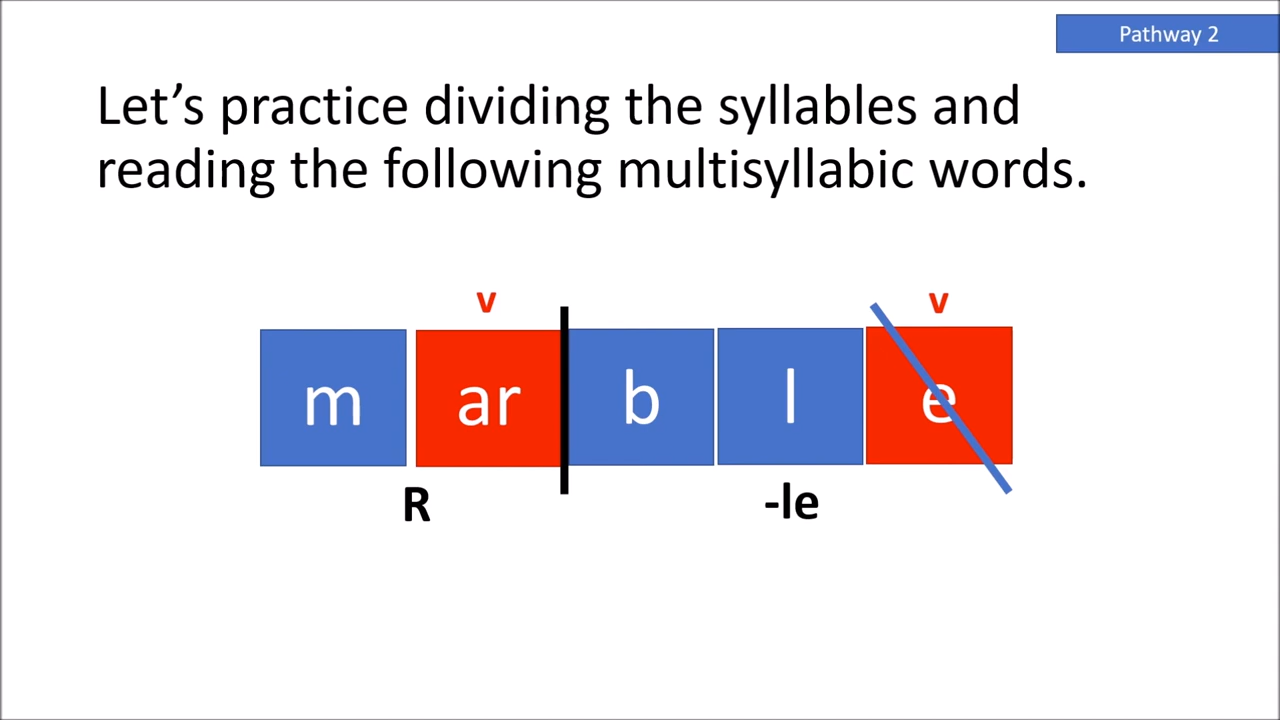 Pathway 2
Let's practice dividing the syllables and
reading the following multisyllabic words.
v v
m ar b l e
R -le